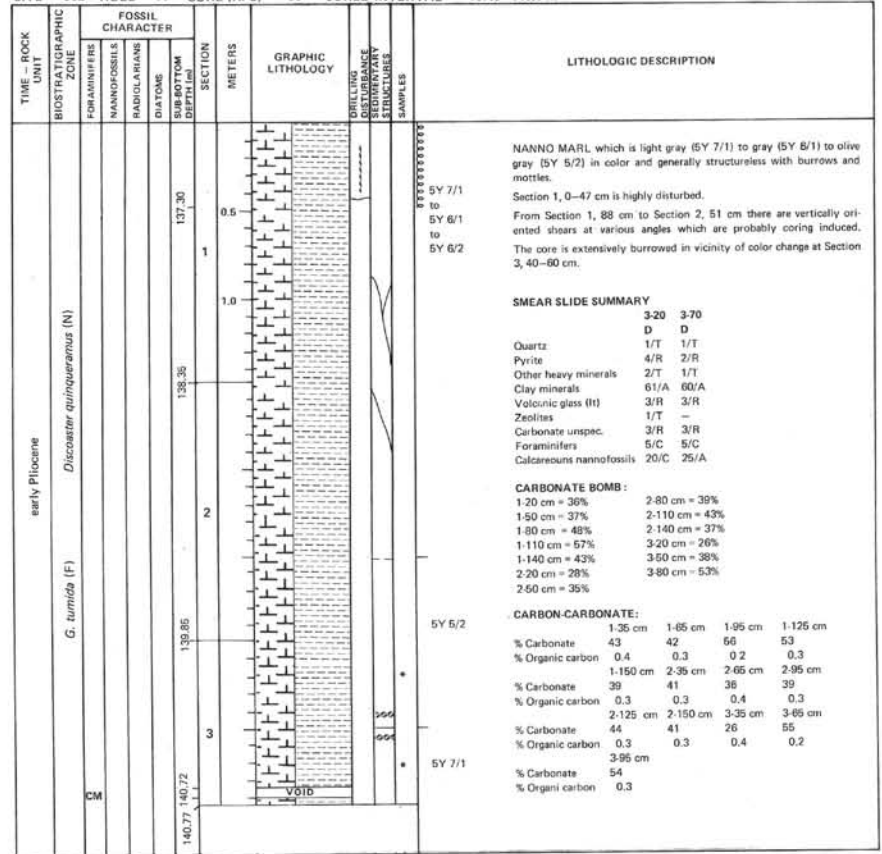 TIME – ROCK
UNIT
BIOSTRATIGRAPHIC
ZONE
FOSSIL
CHARACTER
FORAMINIFERS
NANNOFOSSILS
RADIOLARIANS
DIATOMS
SUB-BOTTOM
DEPTH (m)
SECTION
METERS
GRAPHIC
LITHOLOGY
DRILLING
DISTURBANCE
SEDIMENTARY
STRUCTURES
SAMPLES
LITHOLOGIC DESCRIPTION
early Pliocene
Discoaster quinqueramus (N)
G. tumida (F)
CM
137.30
138.35
139.85
140.72
140.77
1
2
3
0.5
1.0
VOID
5Y 7/1
to
5Y 6/1
to
5Y 6/2
5Y 5/2
5Y 7/1
NANNO MARL which is light gray (5Y 7/1) to gray (5Y 6/1) to olive
gray (5Y 5/2) in color and generally structureless with burrows and
mottles.
Section 1, 0–47 cm is highly disturbed.
From Section 1, 88 cm to Section 2, 51 cm there are vertically ori-
ented shears at various angles which are probably coring induced.
The core is extensively burrowed in vicinity of color change at Section
3, 40–60 cm.
SMEAR SLIDE SUMMARY
3-20 3-70
D D
Quartz 1/T 1/T
Pyrite 4/R 2/R
Other heavy minerals 2/T 1/T
Clay minerals 61/A 60/A
Volcanic glass (lt) 3/R 3/R
Zeolites 1/T –
Carbonate unspec. 3/R 3/R
Foraminifers 5/C 5/C
Calcareouns nannofossils 20/C 25/A
CARBONATE BOMB :
1-20 cm = 36% 2-80 cm = 39%
1-50 cm = 37% 2-110 cm = 43%
1-80 cm = 48% 2-140 cm = 37%
1-110 cm = 57% 3-20 cm = 26%
1-140 cm = 43% 3-50 cm = 38%
2-20 cm = 28% 3-80 cm = 53%
2-50 cm = 35%
CARBON-CARBONATE:
1-35 cm 1-65 cm 1-95 cm 1-125 cm
% Carbonate 43 42 66 53
% Organic carbon 0.4 0.3 0 2 0.3
1-150 cm 2-35 cm 2-65 cm 2-95 cm
% Carbonate 39 41 36 39
% Organic carbon 0.3 0.3 0.4 0.3
2-125 cm 2-150 cm 3-35 cm 3-65 cm
% Carbonate 44 41 26 55
% Organic carbon 0.3 0.3 0.4 0.2
3-95 cm
% Carbonate 54
% Organi carbon 0.3